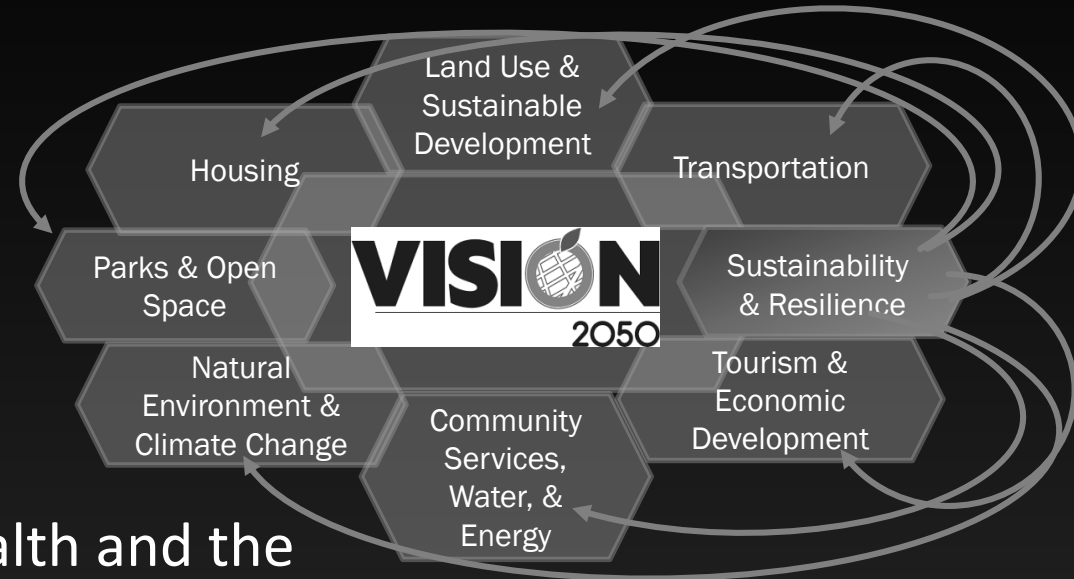 Land Use &
Sustainable
Development
Housing
Transportation
Parks & Open
Space
VISION
2050
Sustainability
& Resilience
Natural
Environment &
Climate Change
Community
Services,
Water, &
Energy
Tourism &
Economic
Development
and the